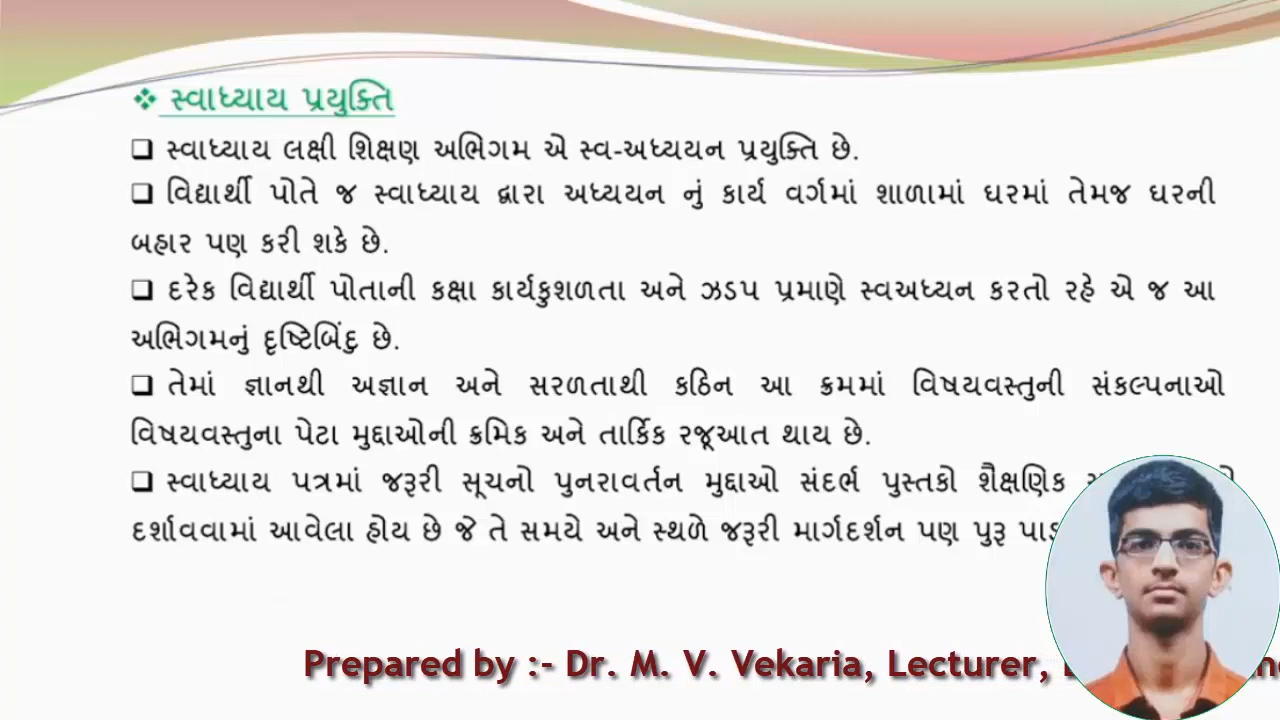 ❖ સ્વાધ્યાય પ્રયુક્તિ
❑ સ્વાધ્યાય લક્ષી શિક્ષણ અભિગમ એ સ્વ-અધ્યયન પ્રયુક્તિ છે.
❑ વિદ્યાર્થી પોતે જ સ્વાધ્યાય દ્વારા અધ્યયન નું કાર્ય વર્ગમાં શાળામાં ઘરમાં તેમજ ઘરની
બહાર પણ કરી શકે છે.
❑ દરેક વિદ્યાર્થી પોતાની કક્ષા કાર્યકુશળતા અને ઝડપ પ્રમાણે સ્વઅધ્યન કરતો રહે એ જ આ
અભિગમનું દૃષ્ટિબિંદુ છે.
❑ તેમાં જ્ઞાનથી અજ્ઞાન અને સરળતાથી કઠિન આ ક્રમમાં વિષયવસ્તુની સંકલ્પનાઓ
વિષયવસ્તુના પેટા મુદ્દાઓની ક્રમિક અને તાર્કિક રજૂઆત થાય છે.
❑ સ્વાધ્યાય પત્રમાં જરૂરી સૂચનો પુનરાવર્તન મુદ્દાઓ સંદર્ભ પુસ્તકો શૈક્ષણિક
દર્શાવવામાં આવેલા હોય છે જે તે સમયે અને સ્થળે જરૂરી માર્ગદર્શન પણ પુરૂ
Prepared by :- Dr. M. V. Vekaria, Lecturer,